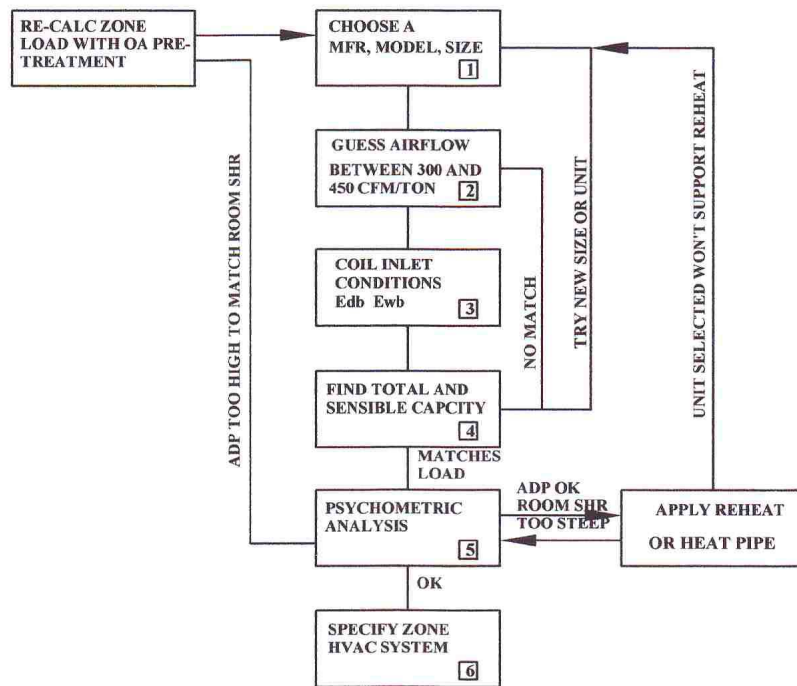 RE-CALC ZONE
LOAD WITH OA PRE-
TREATMENT
CHOOSE A
MFR, MODEL, SIZE
1
GUESS AIRFLOW
BETWEEN 300 AND
450 CFM/TON
2
COIL INLET
CONDITIONS
Edb Ewb
3
FIND TOTAL AND
SENSIBLE CAPCITY
4
MATCHES
LOAD
PSYCHOMETRIC
ANALYSIS
5
OK
SPECIFY ZONE
HVAC SYSTEM
6
ADP OK
ROOM SHR
TOO STEEP
APPLY REHEAT
OR HEAT PIPE
ADP TOO HIGH TO MATCH ROOM SHR
NO MATCH
TRY NEW SIZE OR UNIT
UNIT SELECTED WON'T SUPPORT REHEAT